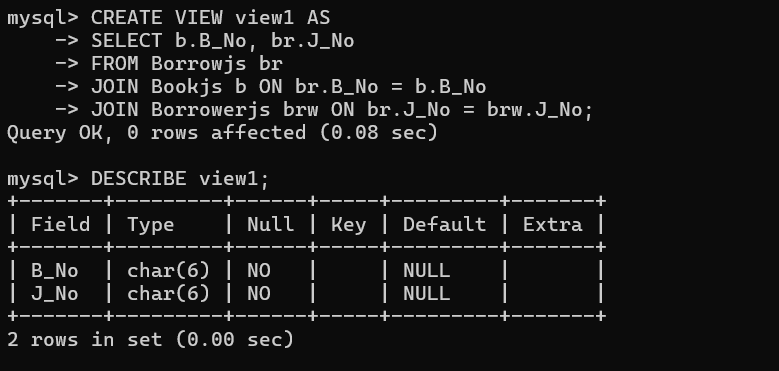 mysql> CREATE VIEW view1 AS
    -> SELECT b.B_No, br.J_No
    -> FROM Borrowjs br
    -> JOIN Bookjs b ON br.B_No = b.B_No
    -> JOIN Borrowerjs brw ON br.J_No = brw.J_No;
Query OK, 0 rows affected (0.08 sec)

mysql> DESCRIBE view1;
+-------+---------+------+-----+---------+-------+
| Field | Type    | Null | Key | Default | Extra |
+-------+---------+------+-----+---------+-------+
| B_No  | char(6) | NO   |     | NULL    |       |
| J_No  | char(6) | NO   |     | NULL    |       |
+-------+---------+------+-----+---------+-------+
2 rows in set (0.00 sec)